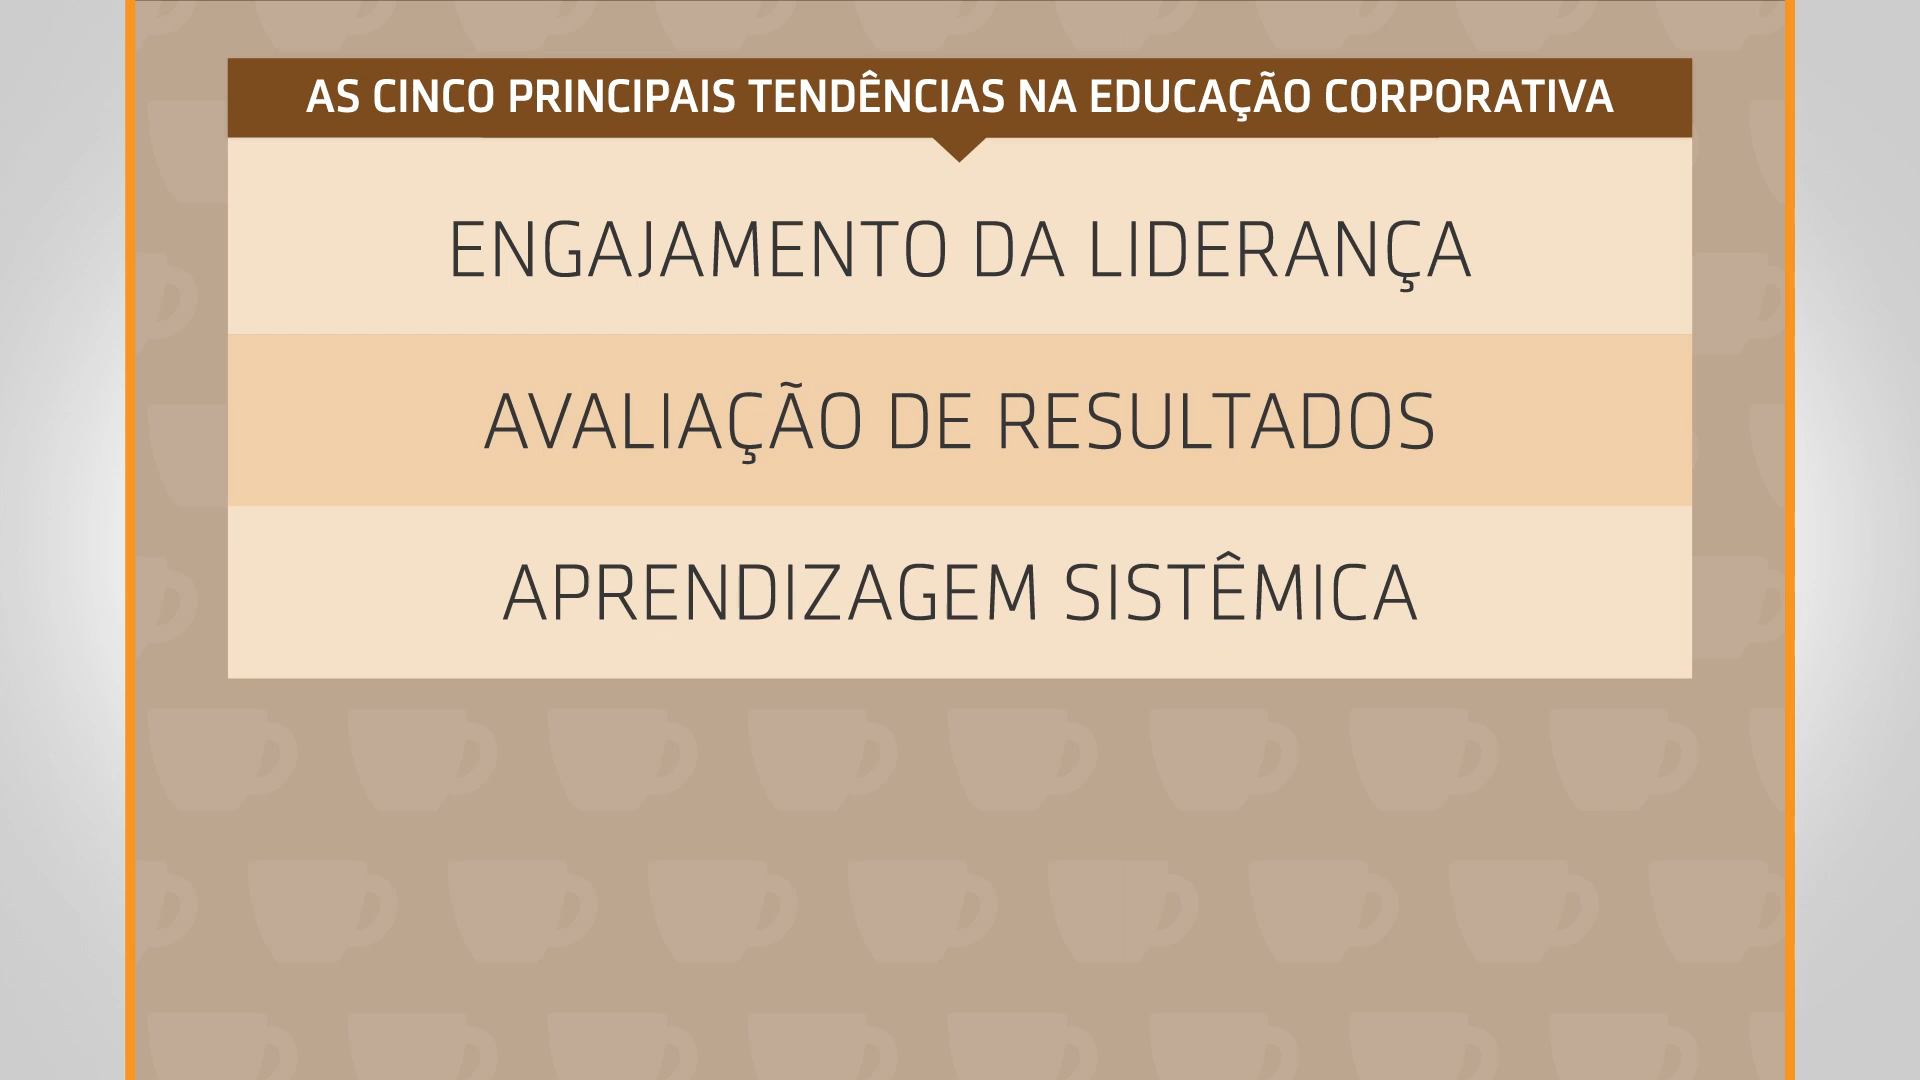 AS CINCO PRINCIPAIS TENDÊNCIAS NA EDUCAÇÃO CORPORATIVA
ENGAJAMENTO DA LIDERANÇA
AVALIAÇÃO DE RESULTADOS
APRENDIZAGEM SISTÊMICA